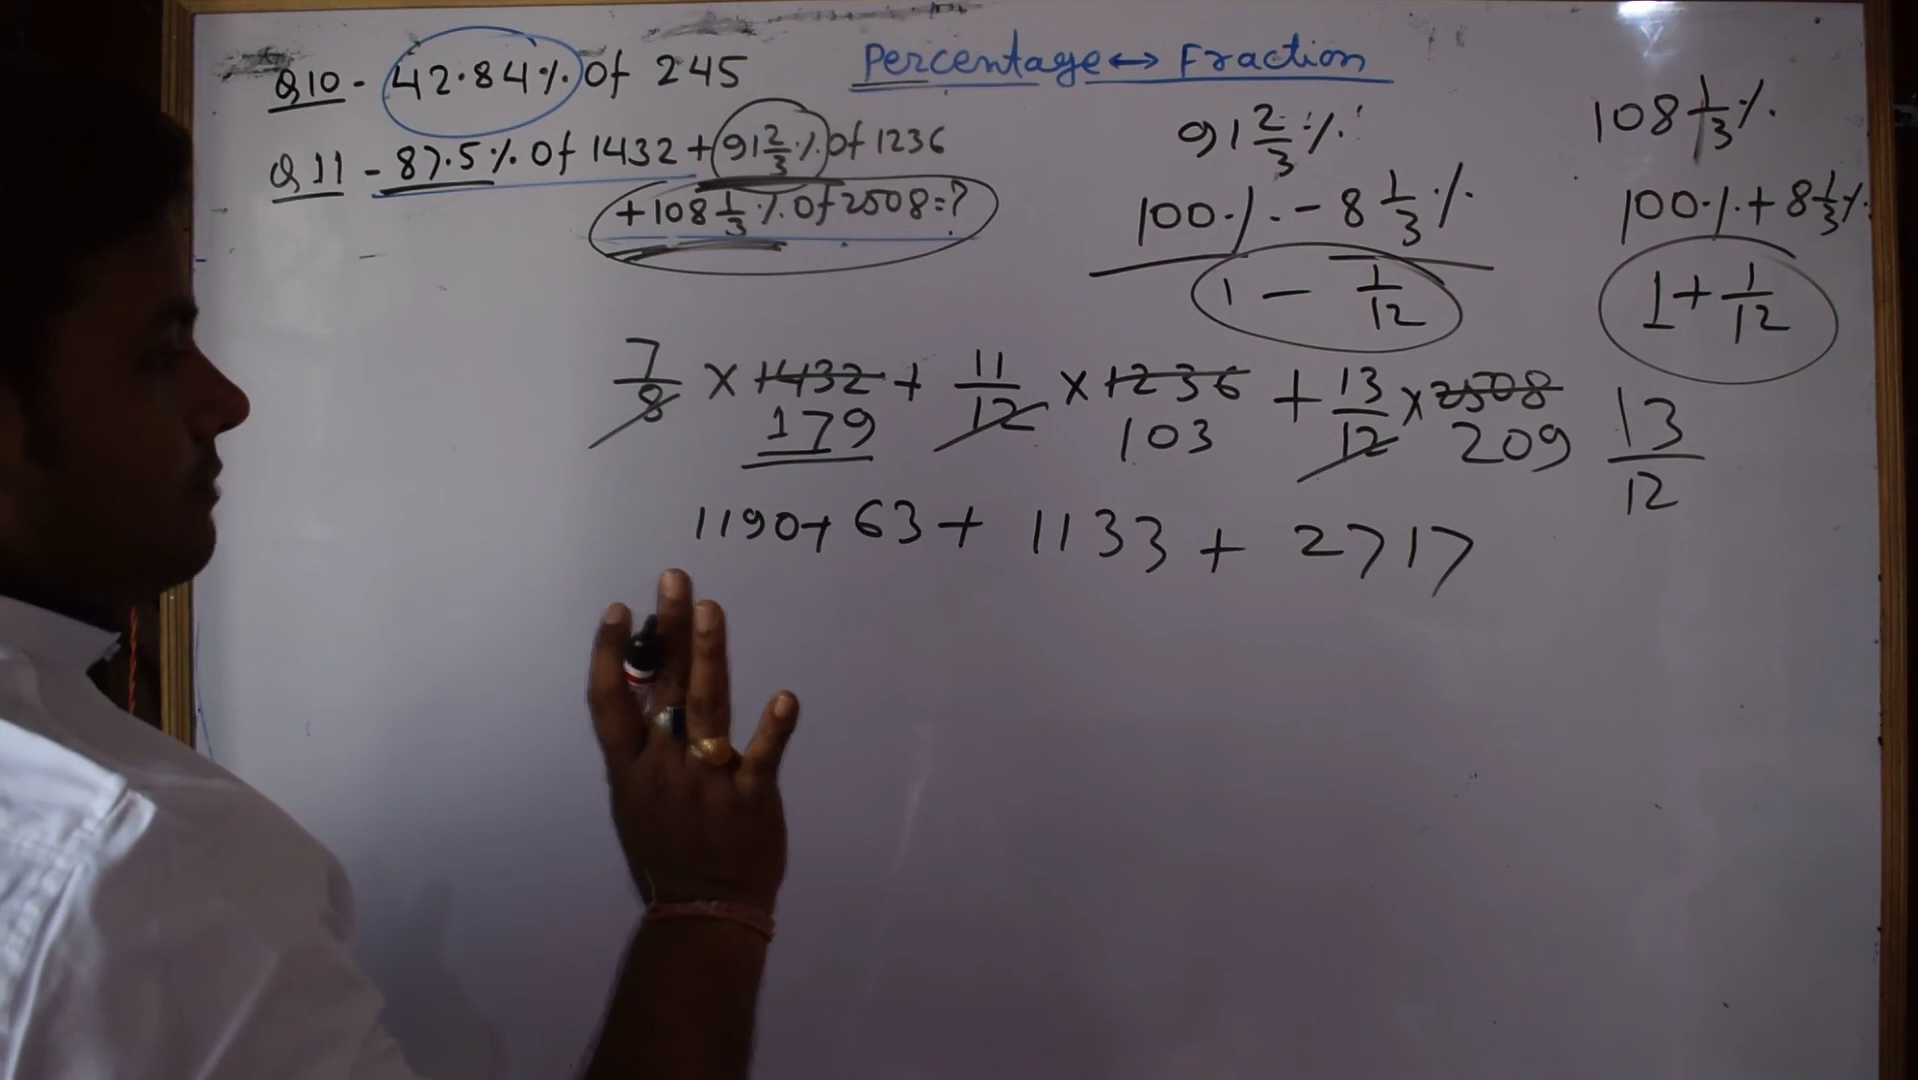 Percentage ↔ Fraction
Q10 - 42.84% of 245
Q11 - 87.5% of 1432 + 91 2/3 % of 1236
+ 108 1/3 % of 2508 = ?
91 2/3 %
100% - 8 1/3 %
1 - 1/12
108 1/3 %
100% + 8 1/3 %
1 + 1/12
13/12
7/8 × 1432 + 11/12 × 1236 + 13/12 × 2508
179 103 209
1190 + 63 + 1133 + 2717